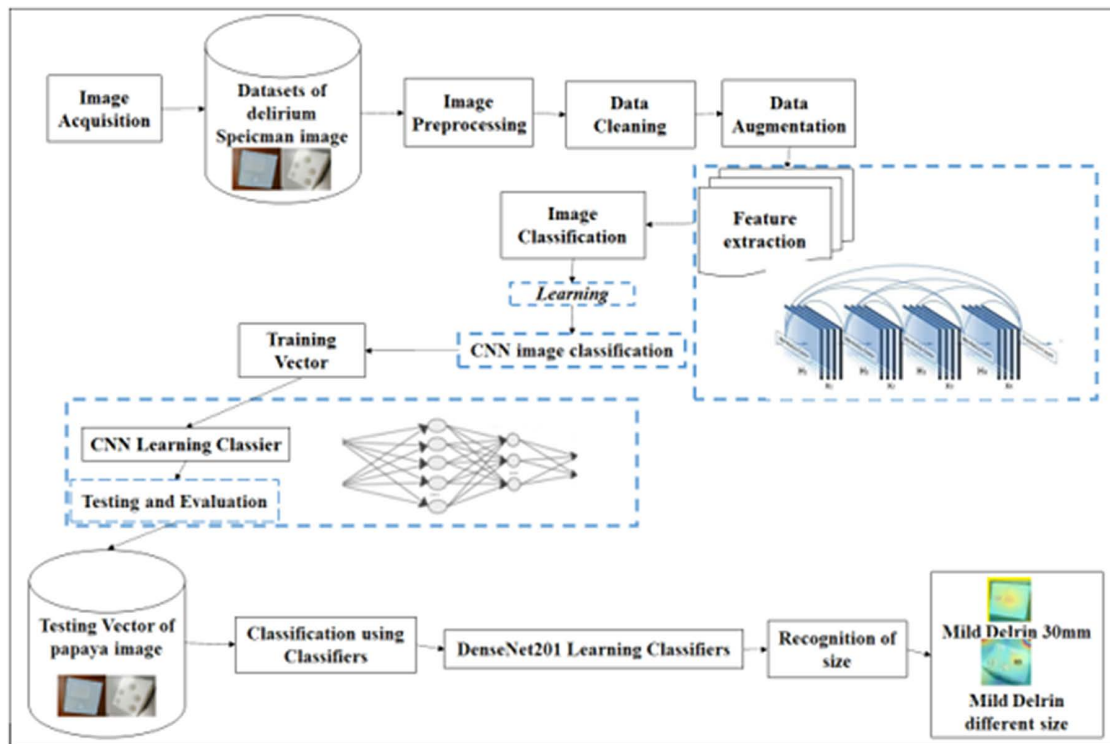 Image
Acquisition
Datasets of
delirium
Speicman image
Image
Preprocessing
Data
Cleaning
Data
Augmentation
Feature
extraction
Image
Classification
Learning
CNN image classification
Training
Vector
CNN Learning Classier
Testing and Evaluation
Testing Vector of
papaya image
Classification using
Classifiers
DenseNet201 Learning Classifiers
Recognition of
size
Mild Delrin 30mm
Mild Delrin
different size